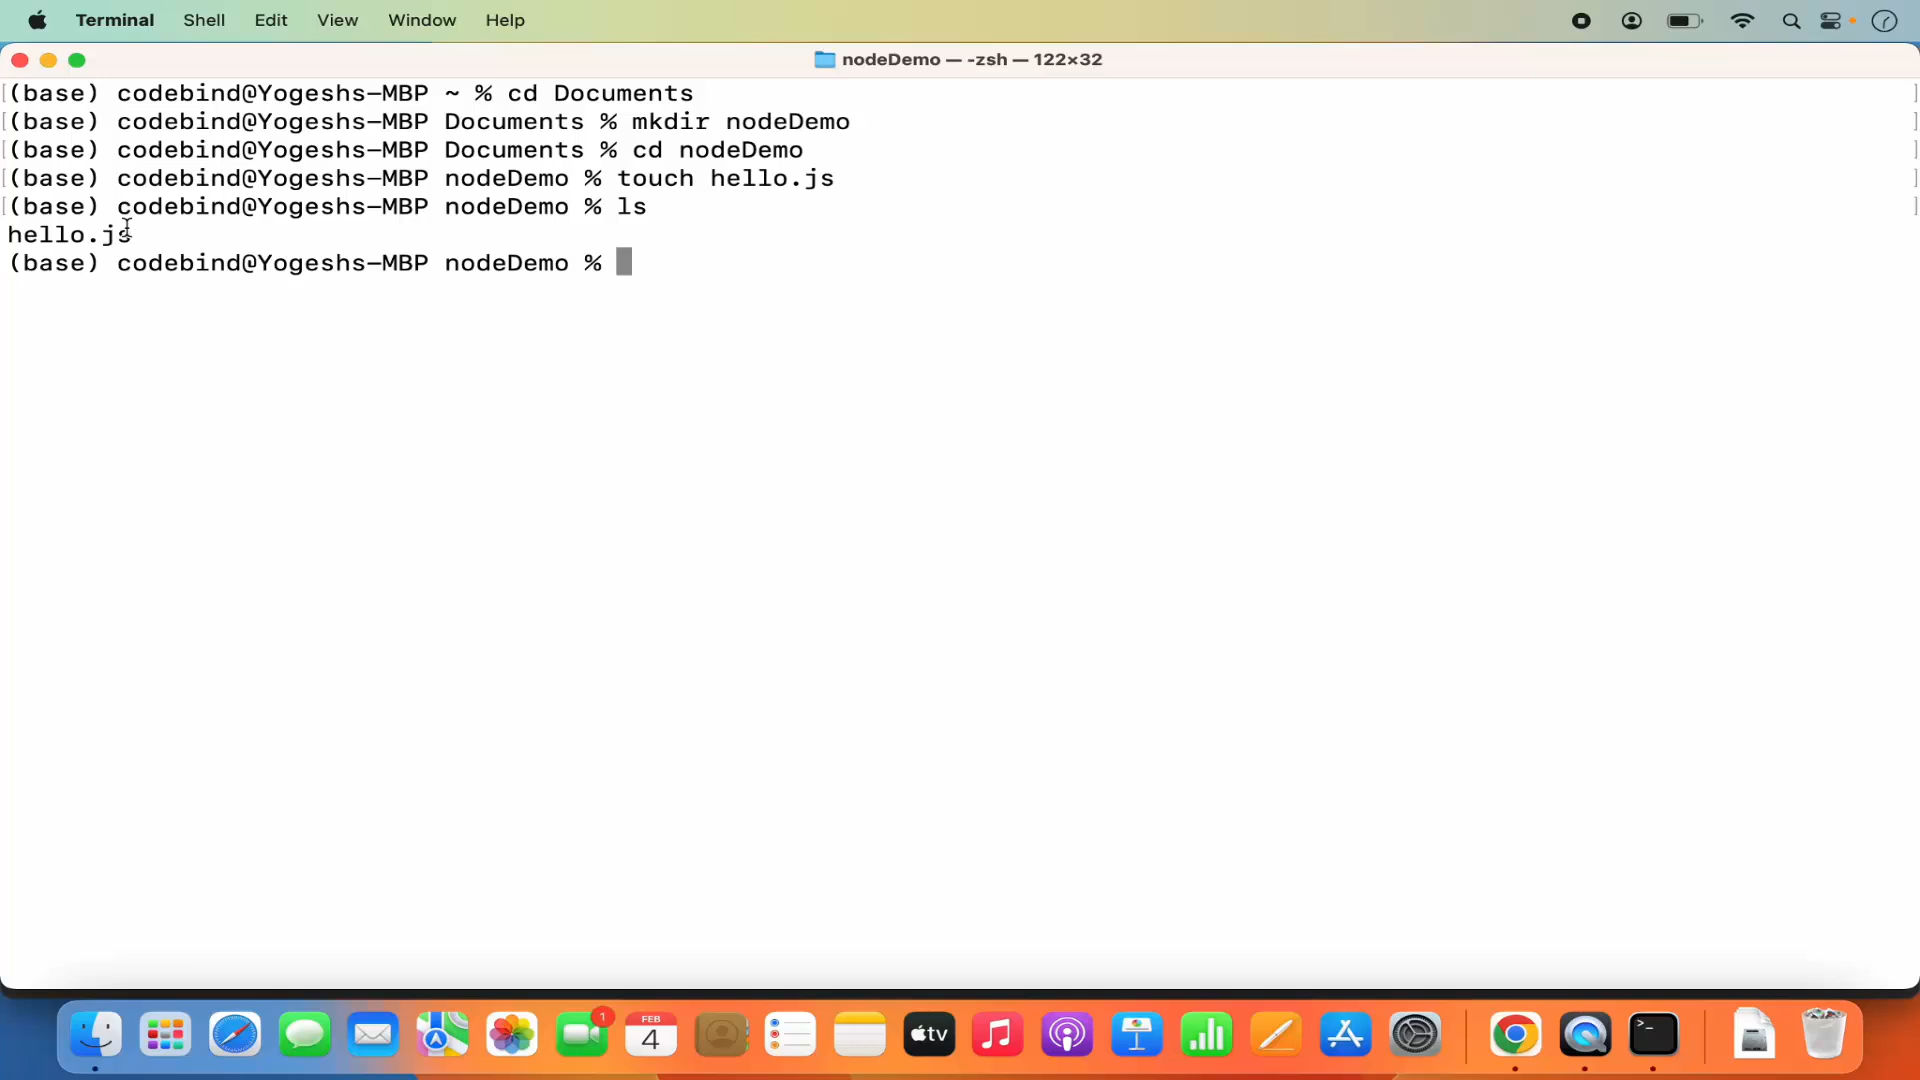 Terminal Shell Edit View Window Help
nodeDemo — -zsh — 122×32
(base) codebind@Yogeshs-MBP ~ % cd Documents
(base) codebind@Yogeshs-MBP Documents % mkdir nodeDemo
(base) codebind@Yogeshs-MBP Documents % cd nodeDemo
(base) codebind@Yogeshs-MBP nodeDemo % touch hello.js
(base) codebind@Yogeshs-MBP nodeDemo % ls
hello.js
(base) codebind@Yogeshs-MBP nodeDemo %
1
FEB
4
tv
>_